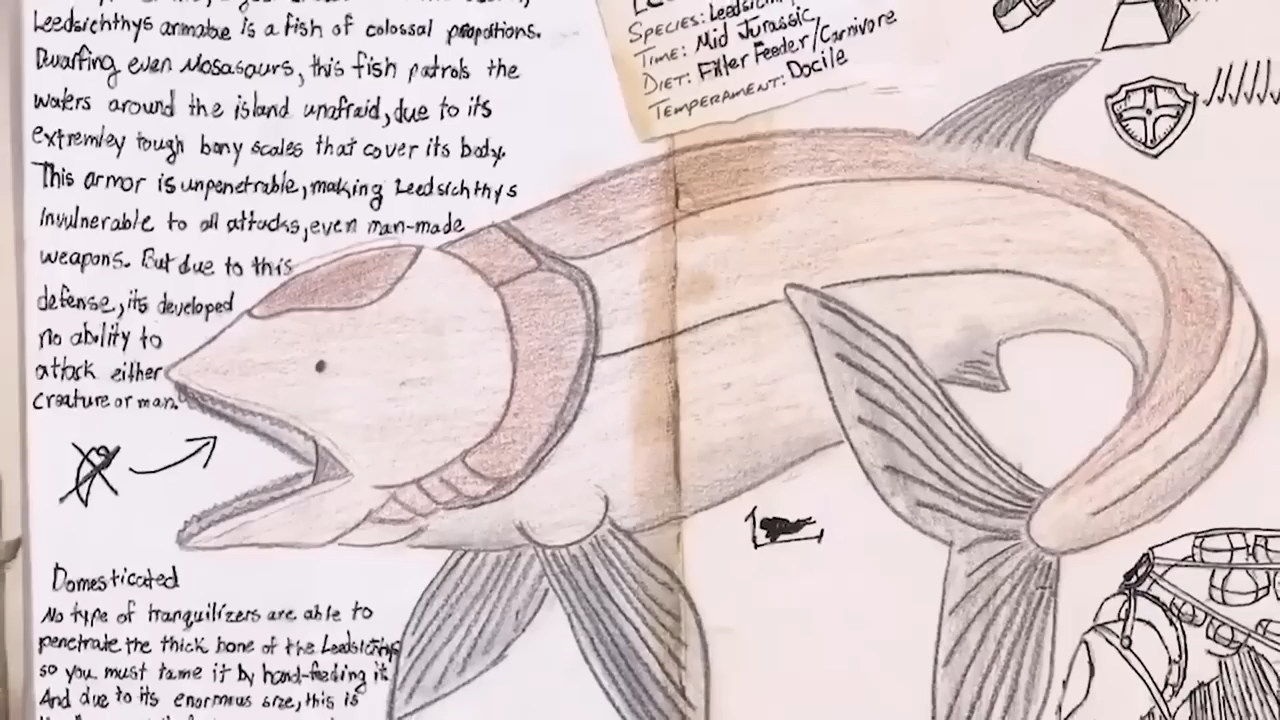 Leedsichthys armatae is a fish of colossal propotions.
Dwarfing even Mosasaurs, this fish patrols the
waters around the island unafraid, due to its
extremley tough bony scales that cover its body.
This armor is unpenetrable, making Leedsichthys
invulnerable to all attacks, even man-made
weapons. But due to this
defense, its developed
no ability to
attack either
creature or man.
Species:
Time: Mid Jurassic
Diet: Filter Feeder/Carnivore
Temperament: Docile
Domesticated
No type of tranquilizers are able to
penetrate the thick bone of the
so you must tame it by hand-feeding it.
And due to its enormous size, this is